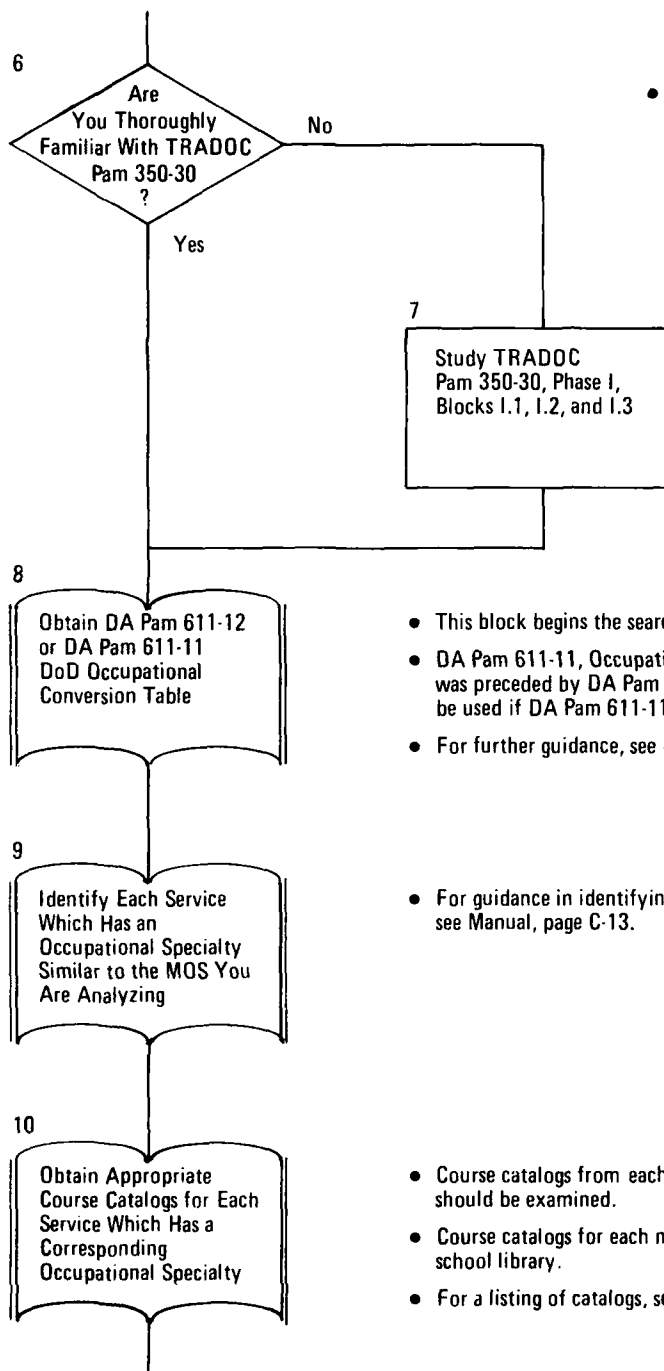 6
Are
You Thoroughly
Familiar With TRADOC
Pam 350-30
?
No
Yes
•
7
Study TRADOC
Pam 350-30, Phase I,
Blocks I.1, I.2, and I.3
8
Obtain DA Pam 611-12
or DA Pam 611-11
DoD Occupational
Conversion Table
• This block begins the
• DA Pam 611-11,
was preceded by DA Pam
be used if DA Pam 611-11
• For further guidance, see
9
Identify Each Service
Which Has an
Occupational Specialty
Similar to the MOS You
Are Analyzing
• For guidance in
see Manual, page C-13.
10
Obtain Appropriate
Course Catalogs for Each
Service Which Has a
Corresponding
Occupational Specialty
• Course catalogs from each
should be examined.
• Course catalogs for each
school library.
• For a listing of catalogs,